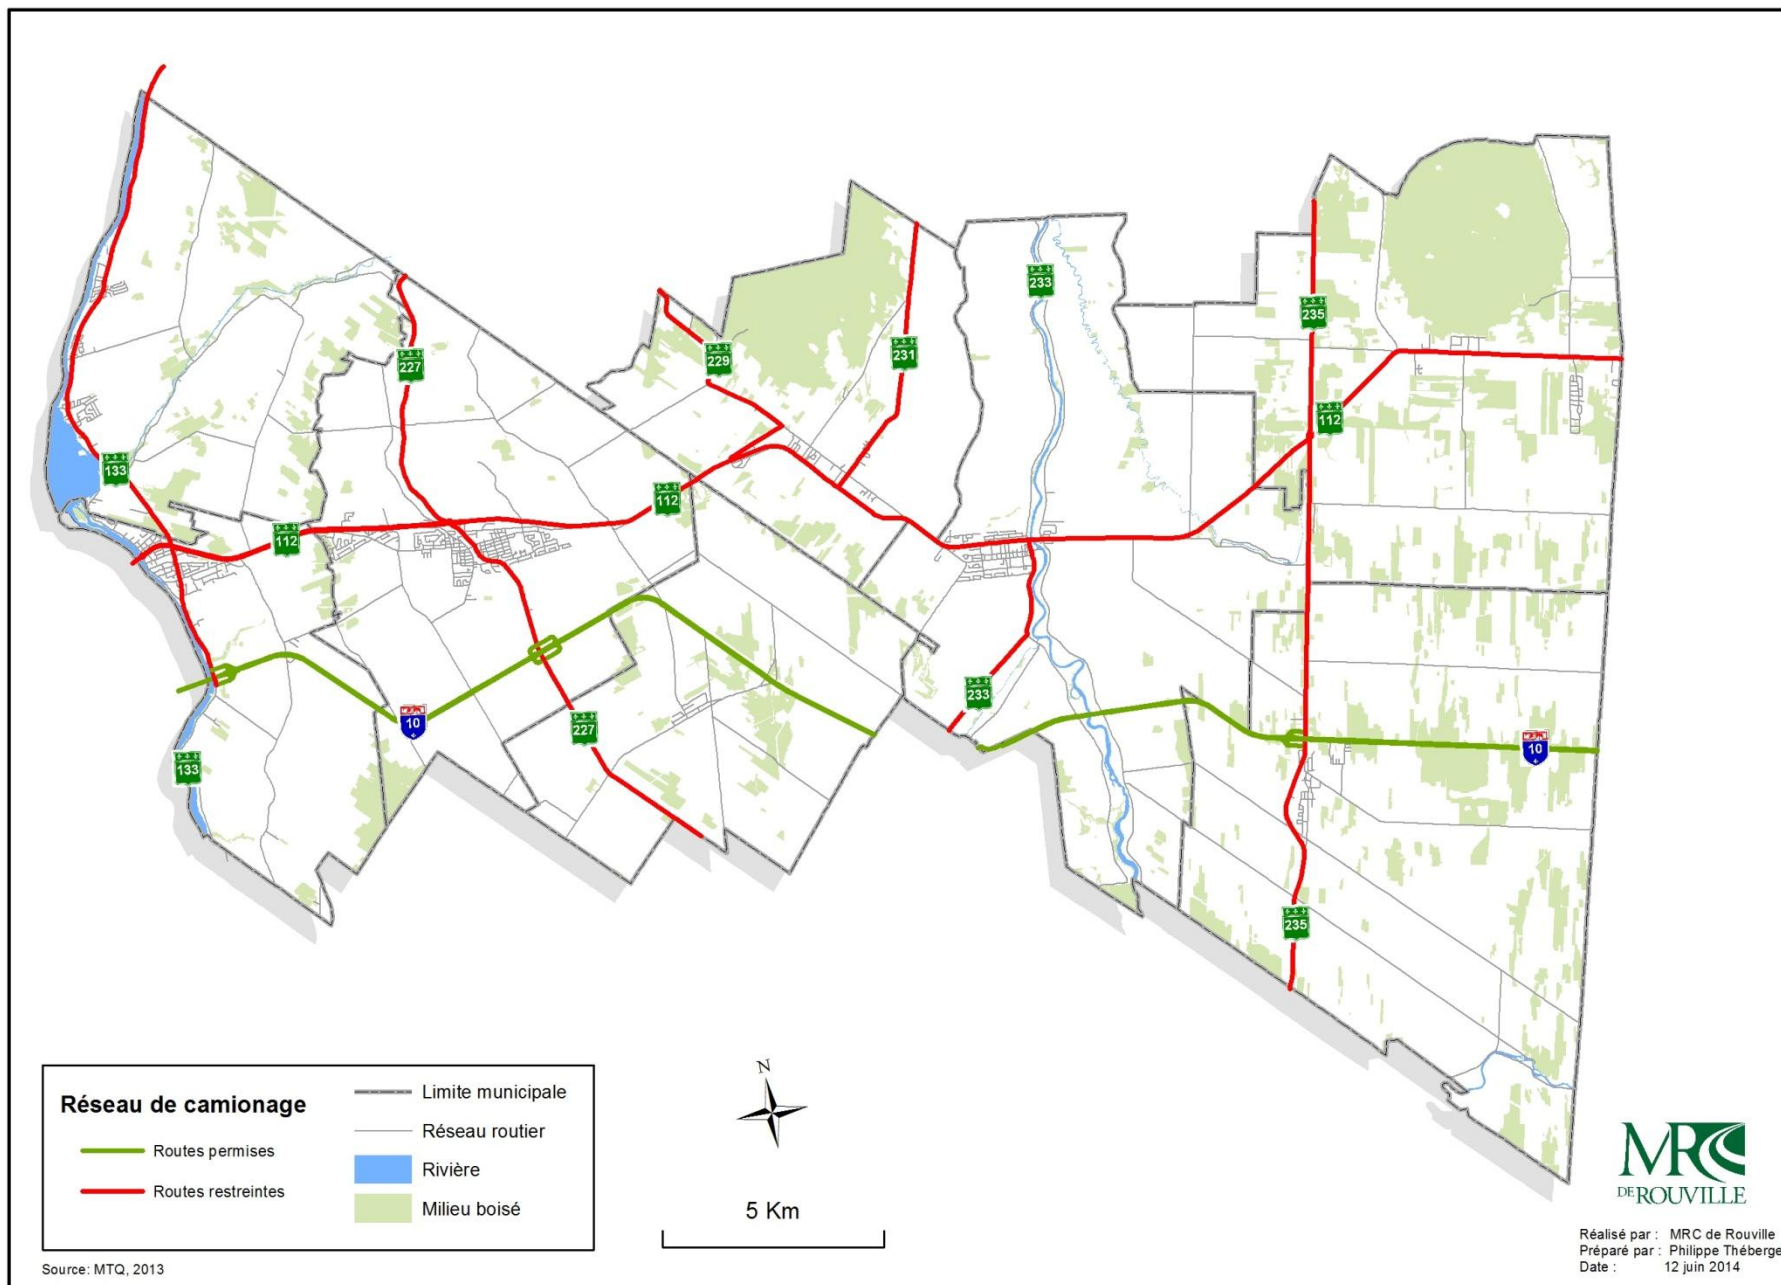 233
235
229
231
227
112
133
112
112
233
10
227
10
133
235
Réseau de camionage
Routes permises
Routes restreintes
Limite municipale
Réseau routier
Rivière
Milieu boisé
N
5 Km
MRC
DE ROUVILLE
Réalisé par : MRC de Rouville
Préparé par : Philippe Théberge
Date : 12 juin 2014
Source: MTQ, 2013